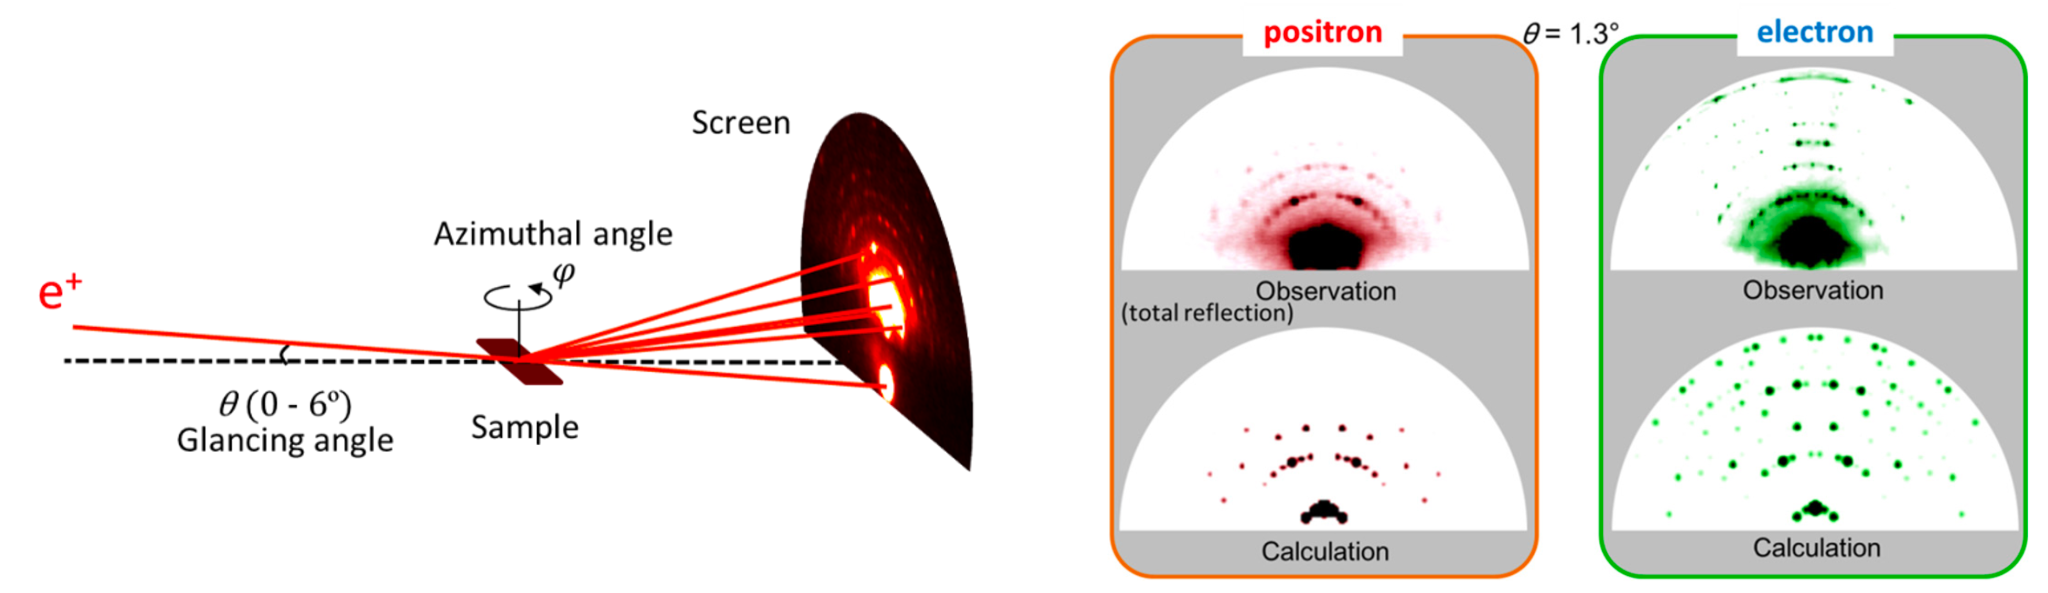 Screen
Azimuthal angle
φ
e⁺
θ (0 - 6º)
Glancing angle
Sample
positron
θ = 1.3°
electron
Observation
(total reflection)
Calculation
Observation
Calculation